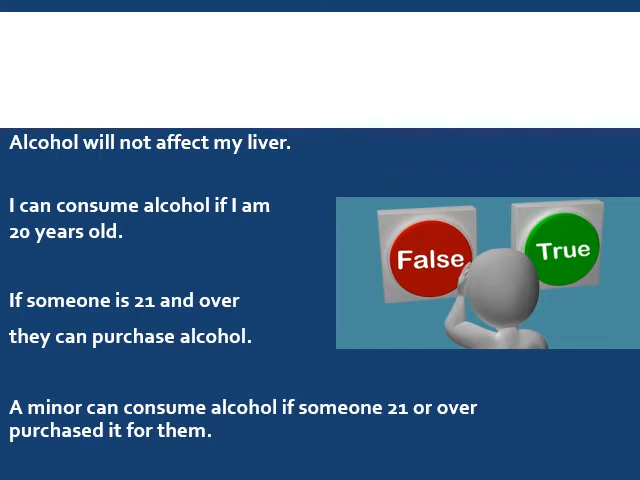 Alcohol will not affect my liver.
I can consume alcohol if I am
20 years old.
False
True
If someone is 21 and over
they can purchase alcohol.
A minor can consume alcohol if someone 21 or over
purchased it for them.